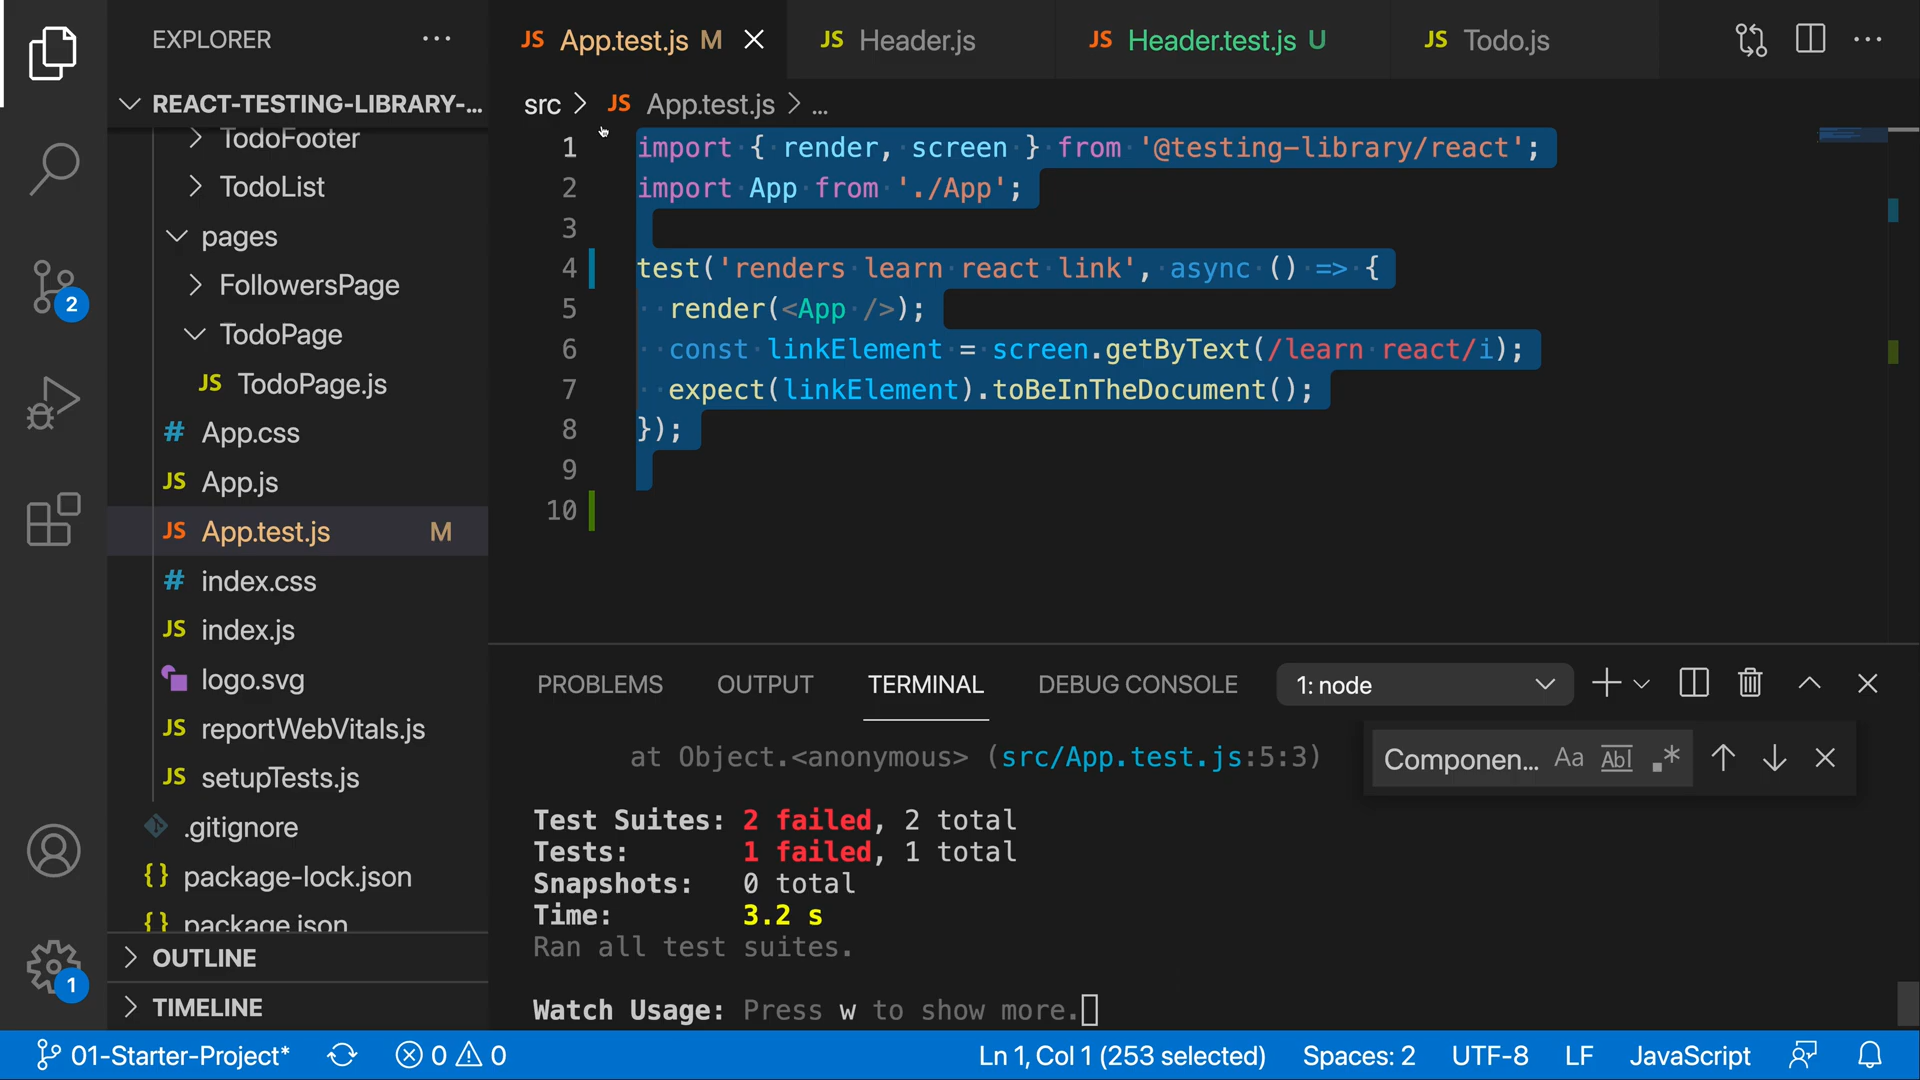 EXPLORER
REACT-TESTING-LIBRARY-...
TodoFooter
TodoList
pages
FollowersPage
TodoPage
JS TodoPage.js
# App.css
JS App.js
JS App.test.js M
# index.css
JS index.js
logo.svg
JS reportWebVitals.js
JS setupTests.js
.gitignore
{} package-lock.json
{} package.json
OUTLINE
TIMELINE
2
1
JS App.test.js M
JS Header.js
JS Header.test.js U
JS Todo.js
src > JS App.test.js > ...
1 import { render, screen } from '@testing-library/react';
2 import App from './App';
3
4 test('renders learn react link', async () => {
5 render(<App />);
6 const linkElement = screen.getByText(/learn react/i);
7 expect(linkElement).toBeInTheDocument();
8 });
9
10
PROBLEMS OUTPUT TERMINAL DEBUG CONSOLE 1: node
Componen... Aa Abl .*
at Object.<anonymous> (src/App.test.js:5:3)
Test Suites: 2 failed, 2 total
Tests: 1 failed, 1 total
Snapshots: 0 total
Time: 3.2 s
Ran all test suites.
Watch Usage: Press w to show more.
01-Starter-Project* 0 0 Ln 1, Col 1 (253 selected) Spaces: 2 UTF-8 LF JavaScript